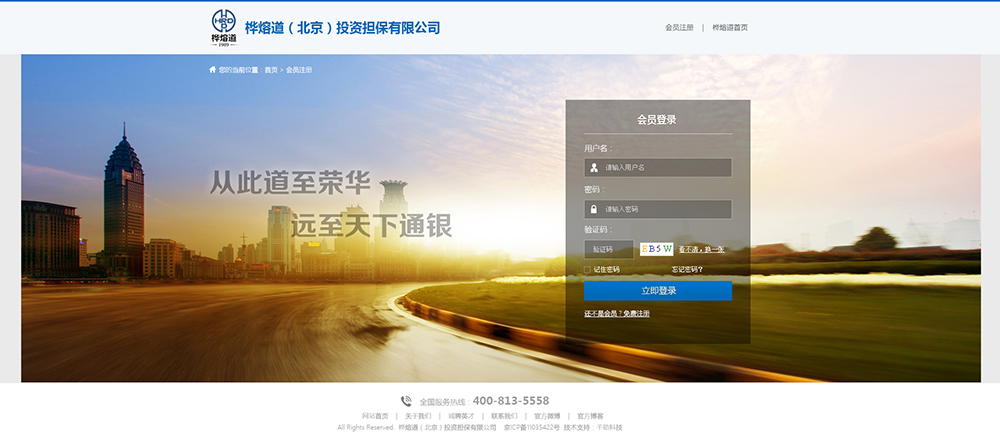 HRD
桦熔道
1989
桦熔道（北京）投资担保有限公司
会员注册 | 桦熔道首页
您的当前位置：首页 > 会员注册
从此道至荣华
远至天下通银
会员登录
用户名：
请输入用户名
密码：
请输入密码
验证码：
验证码 EB5W 看不清，换一张
记住密码 忘记密码？
立即登录
还不是会员？免费注册
全国服务热线：400-813-5558
网站首页 | 关于我们 | 诚聘英才 | 联系我们 | 官方微博 | 官方博客
All Rights Reserved. 桦熔道（北京）投资担保有限公司 京ICP备11035422号 技术支持：千助科技